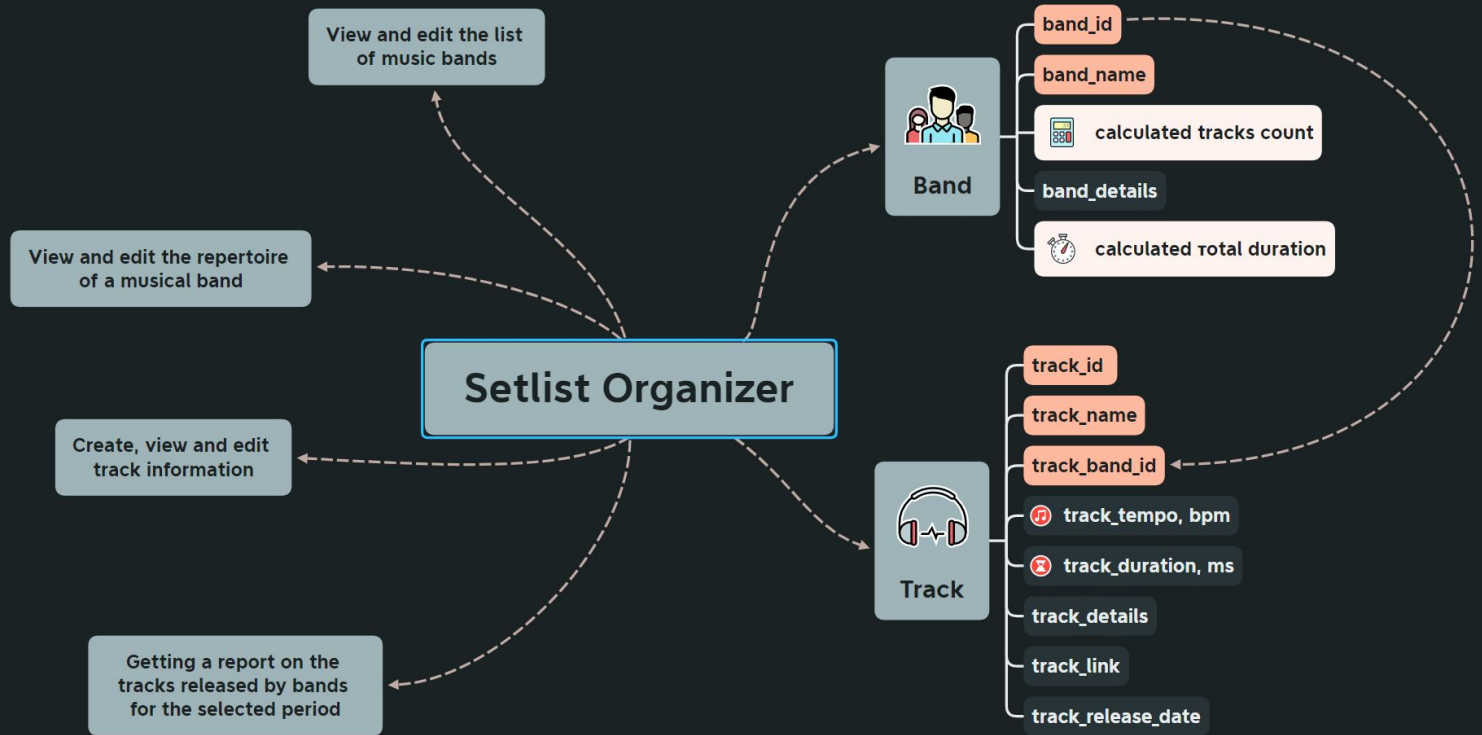 View and edit the list
of music bands
View and edit the repertoire
of a musical band
Setlist Organizer
Create, view and edit
track information
Getting a report on the
tracks released by bands
for the selected period
Band
band_id
band_name
calculated tracks count
band_details
calculated тotal duration
Track
track_id
track_name
track_band_id
track_tempo, bpm
track_duration, ms
track_details
track_link
track_release_date